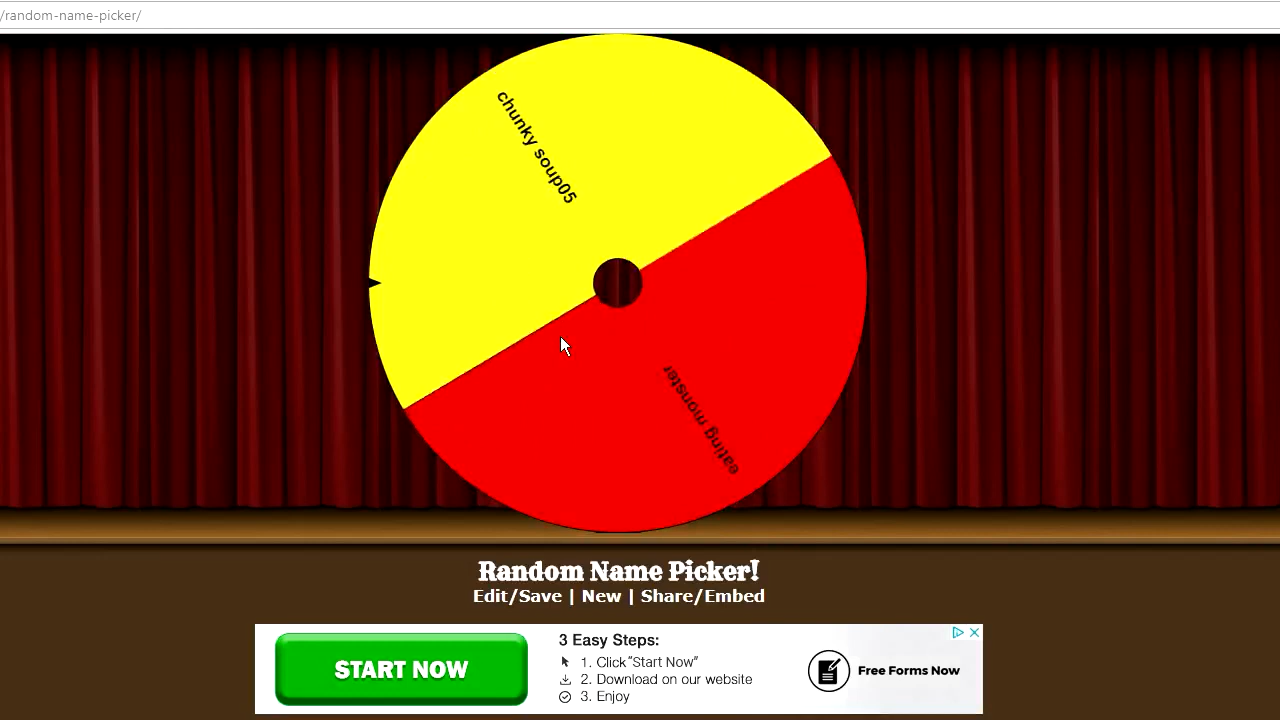 /random-name-picker/
chunky soup05
eating monster
Random Name Picker!
Edit/Save | New | Share/Embed
START NOW
3 Easy Steps:
1. Click "Start Now"
2. Download on our website
3. Enjoy
Free Forms Now